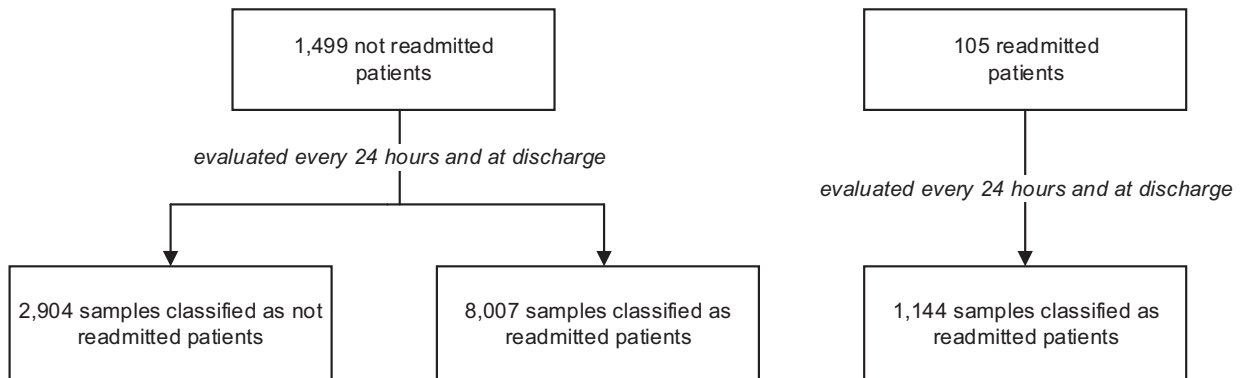 1,499 not readmitted
patients
105 readmitted
patients
evaluated every 24 hours and at discharge
evaluated every 24 hours and at discharge
2,904 samples classified as not
readmitted patients
8,007 samples classified as
readmitted patients
1,144 samples classified as
readmitted patients